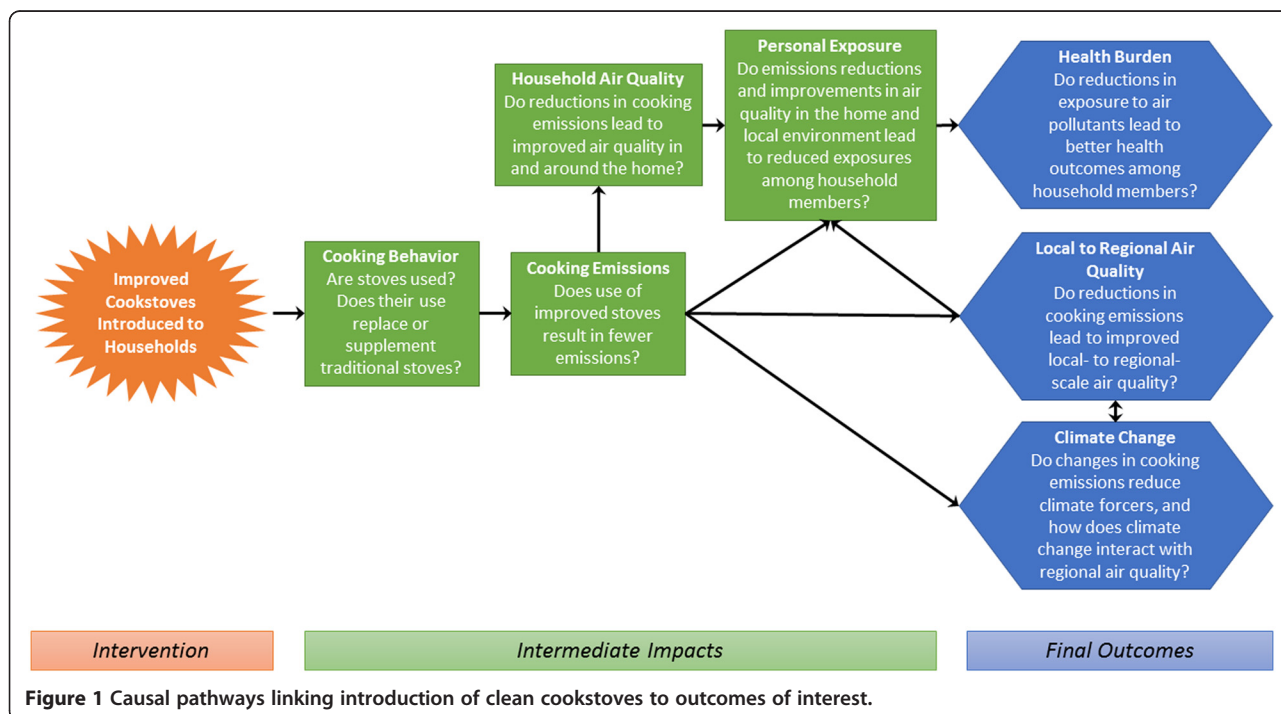 Improved
Cookstoves
Introduced to
Households
Cooking Behavior
Are stoves used?
Does their use
replace or
supplement
traditional stoves?
Household Air Quality
Do reductions in cooking
emissions lead to
improved air quality in
and around the home?
Cooking Emissions
Does use of
improved stoves
result in fewer
emissions?
Personal Exposure
Do emissions reductions
and improvements in air
quality in the home and
local environment lead
to reduced exposures
among household
members?
Health Burden
Do reductions in
exposure to air
pollutants lead to
better health
outcomes among
household members?
Local to Regional Air
Quality
Do reductions in
cooking emissions
lead to improved
local- to regional-
scale air quality?
Climate Change
Do changes in cooking
emissions reduce
climate forcers, and
how does climate
change interact with
regional air quality?
Intervention
Intermediate Impacts
Final Outcomes
Figure 1 Causal pathways linking introduction of clean cookstoves to outcomes of interest.